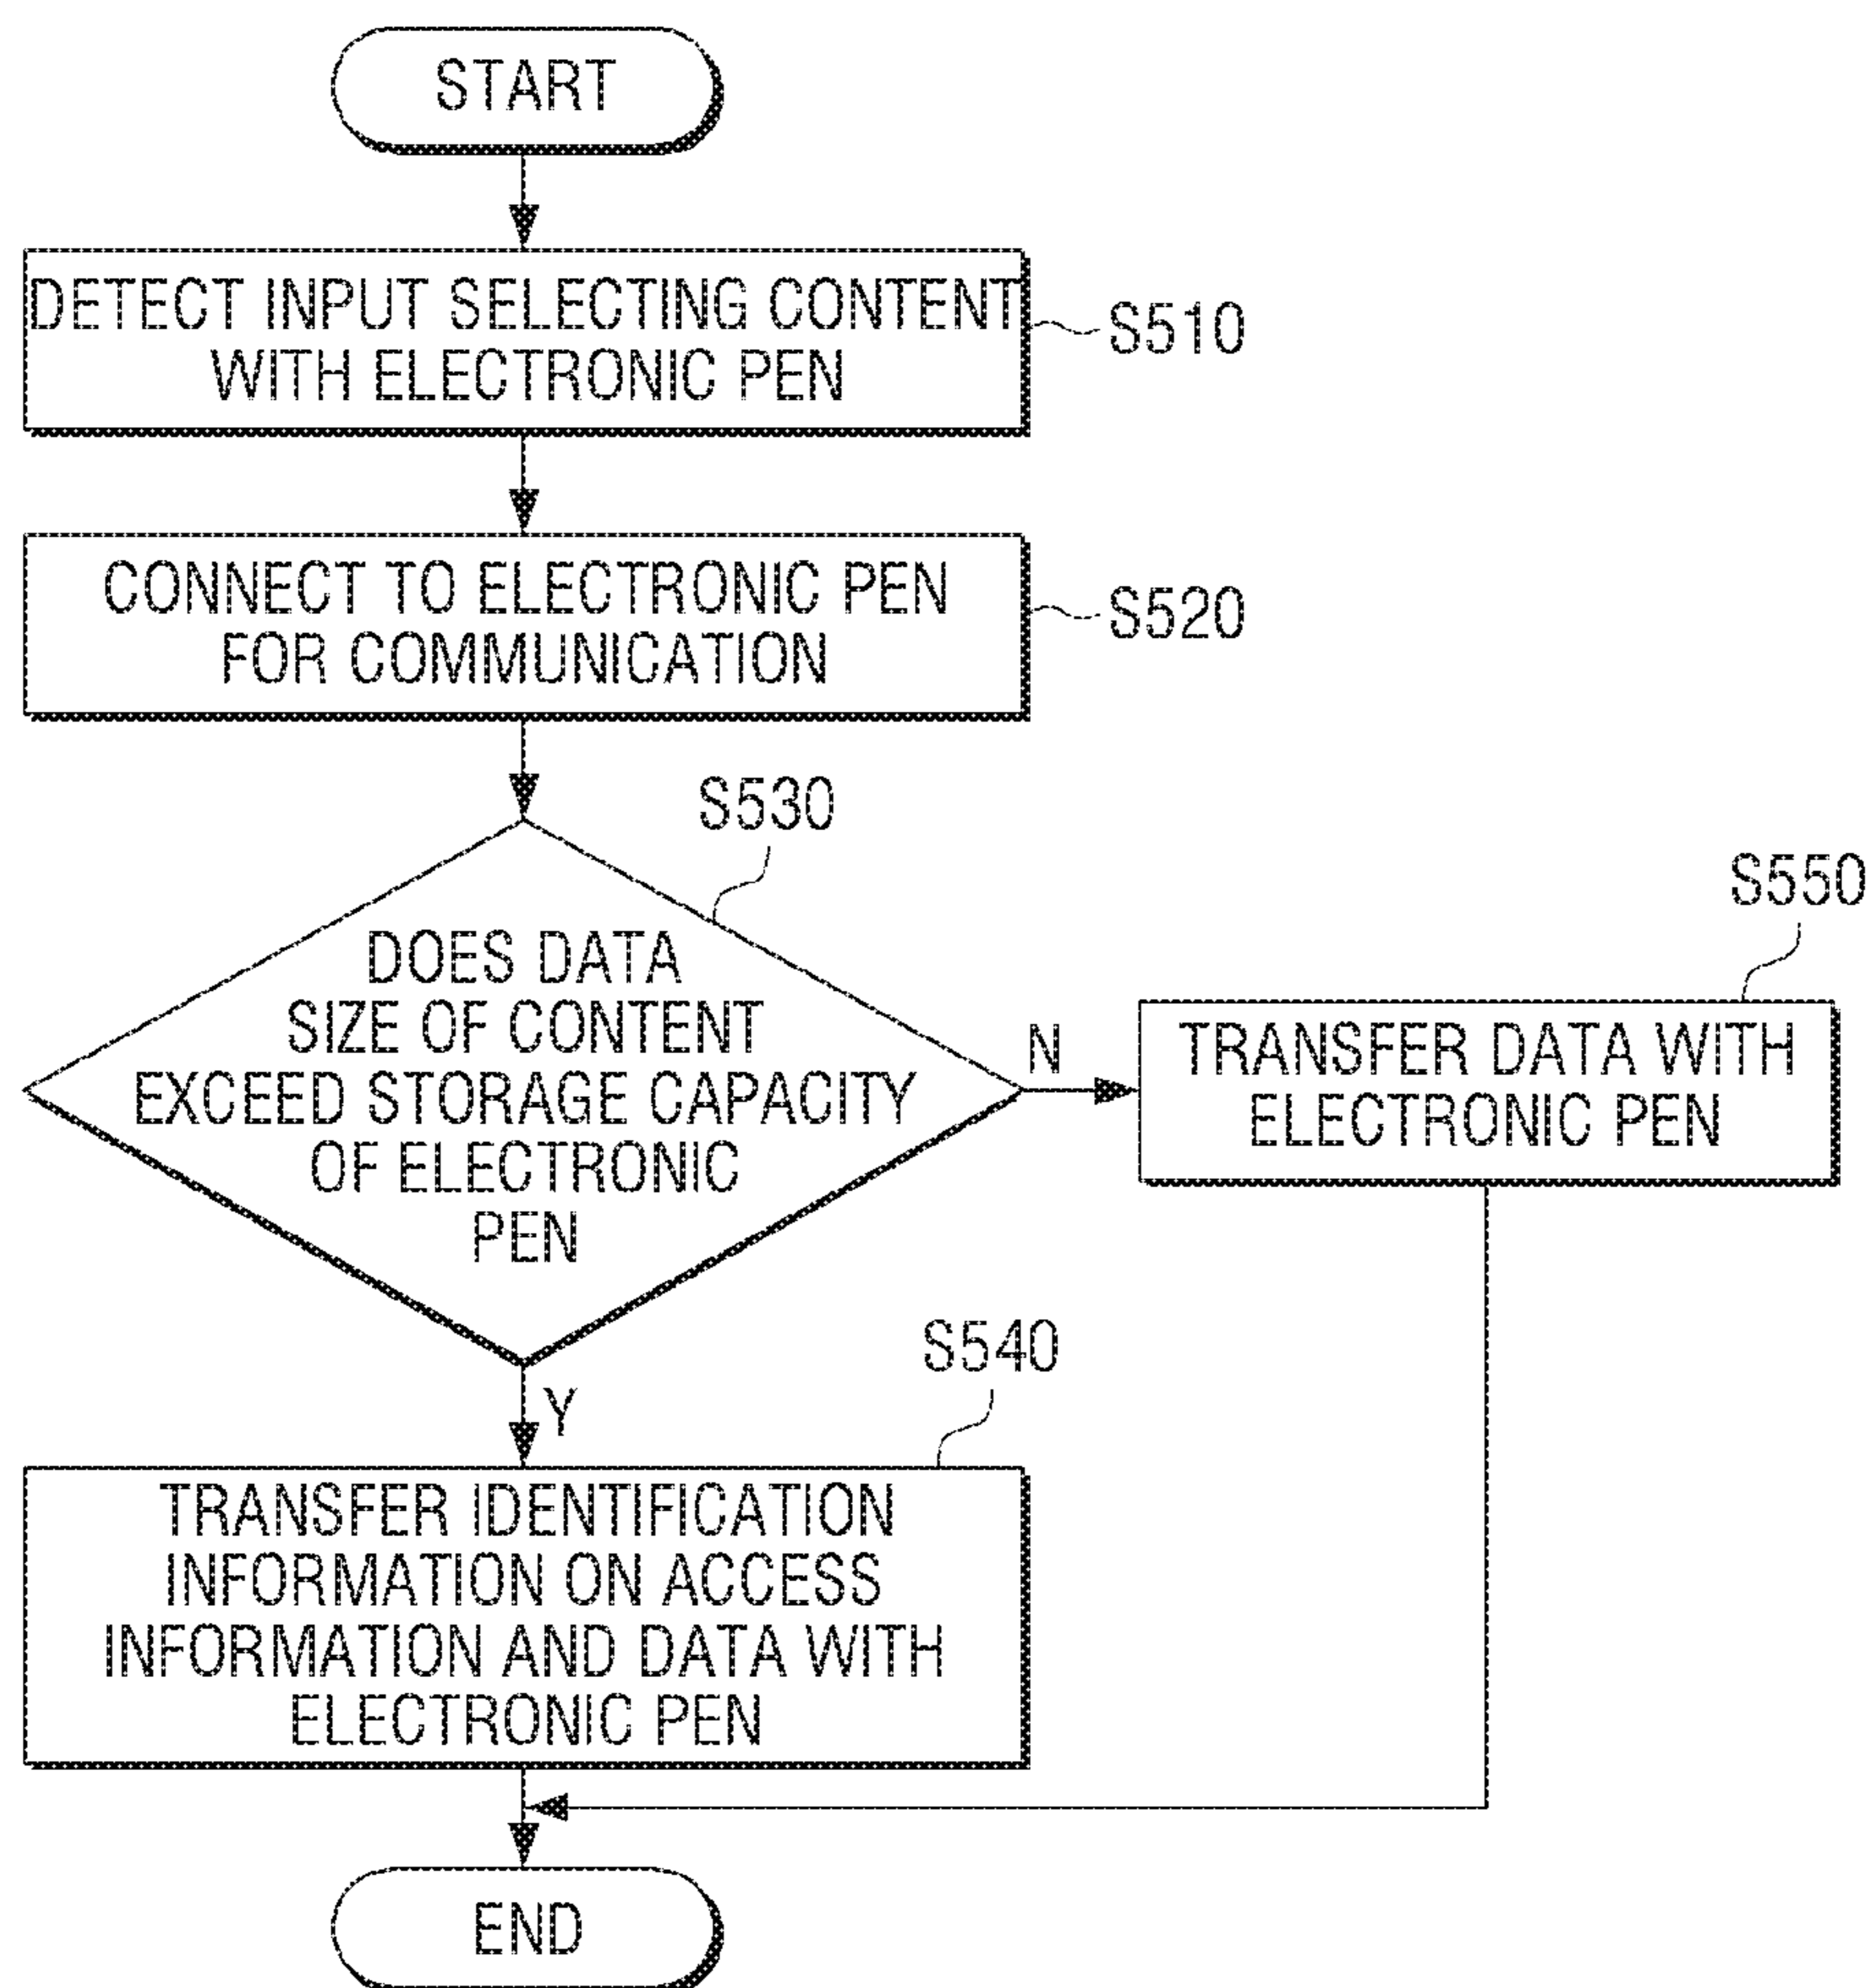 START
DETECT INPUT SELECTING CONTENT
WITH ELECTRONIC PEN
S510
CONNECT TO ELECTRONIC PEN
FOR COMMUNICATION
S520
S530
DOES DATA
SIZE OF CONTENT
EXCEED STORAGE CAPACITY
OF ELECTRONIC
PEN
N
S550
TRANSFER DATA WITH
ELECTRONIC PEN
Y
S540
TRANSFER IDENTIFICATION
INFORMATION ON ACCESS
INFORMATION AND DATA WITH
ELECTRONIC PEN
END